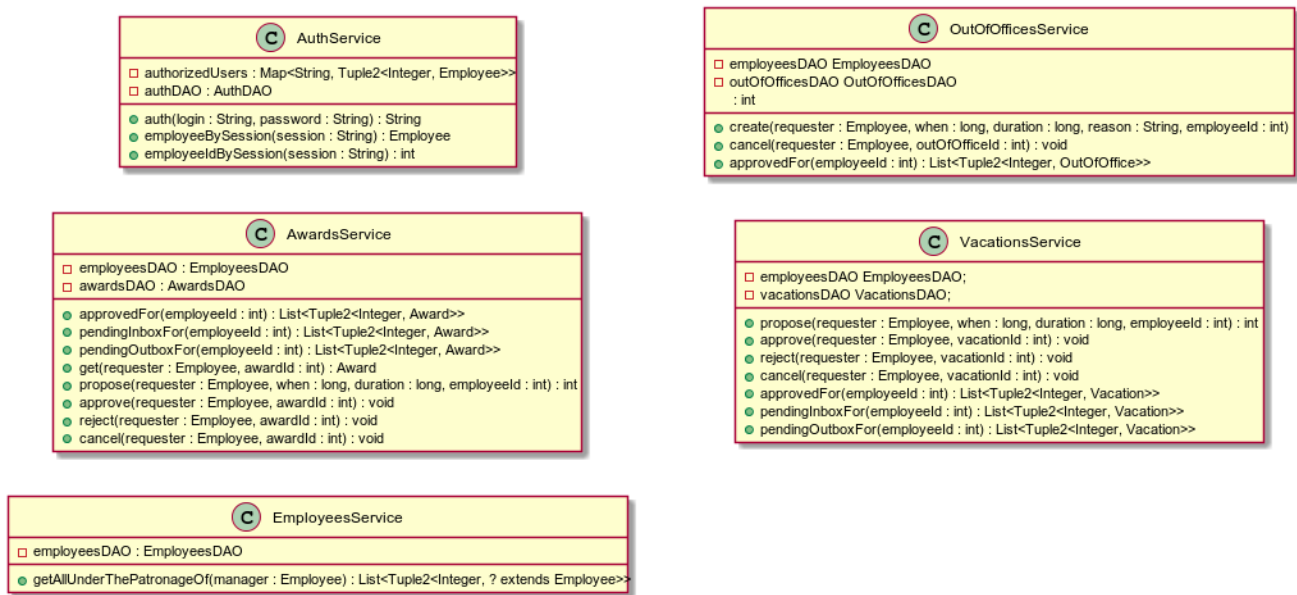 C AuthService
authorizedUsers : Map<String, Tuple2<Integer, Employee>>
authDAO : AuthDAO
auth(login : String, password : String) : String
employeeBySession(session : String) : Employee
employeeIdBySession(session : String) : int
C OutOfOfficesService
employeesDAO EmployeesDAO
outOfOfficesDAO OutOfOfficesDAO
: int
create(requester : Employee, when : long, duration : long, reason : String, employeeId : int)
cancel(requester : Employee, outOfOfficeId : int) : void
approvedFor(employeeId : int) : List<Tuple2<Integer, OutOfOffice>>
C AwardsService
employeesDAO : EmployeesDAO
awardsDAO : AwardsDAO
approvedFor(employeeId : int) : List<Tuple2<Integer, Award>>
pendingInboxFor(employeeId : int) : List<Tuple2<Integer, Award>>
pendingOutboxFor(employeeId : int) : List<Tuple2<Integer, Award>>
get(requester : Employee, awardId : int) : Award
propose(requester : Employee, when : long, duration : long, employeeId : int) : int
approve(requester : Employee, awardId : int) : void
reject(requester : Employee, awardId : int) : void
cancel(requester : Employee, awardId : int) : void
C VacationsService
employeesDAO EmployeesDAO;
vacationsDAO VacationsDAO;
propose(requester : Employee, when : long, duration : long, employeeId : int) : int
approve(requester : Employee, vacationId : int) : void
reject(requester : Employee, vacationId : int) : void
cancel(requester : Employee, vacationId : int) : void
approvedFor(employeeId : int) : List<Tuple2<Integer, Vacation>>
pendingInboxFor(employeeId : int) : List<Tuple2<Integer, Vacation>>
pendingOutboxFor(employeeId : int) : List<Tuple2<Integer, Vacation>>
C EmployeesService
employeesDAO : EmployeesDAO
getAllUnderThePatronageOf(manager : Employee) : List<Tuple2<Integer, ? extends Employee>>